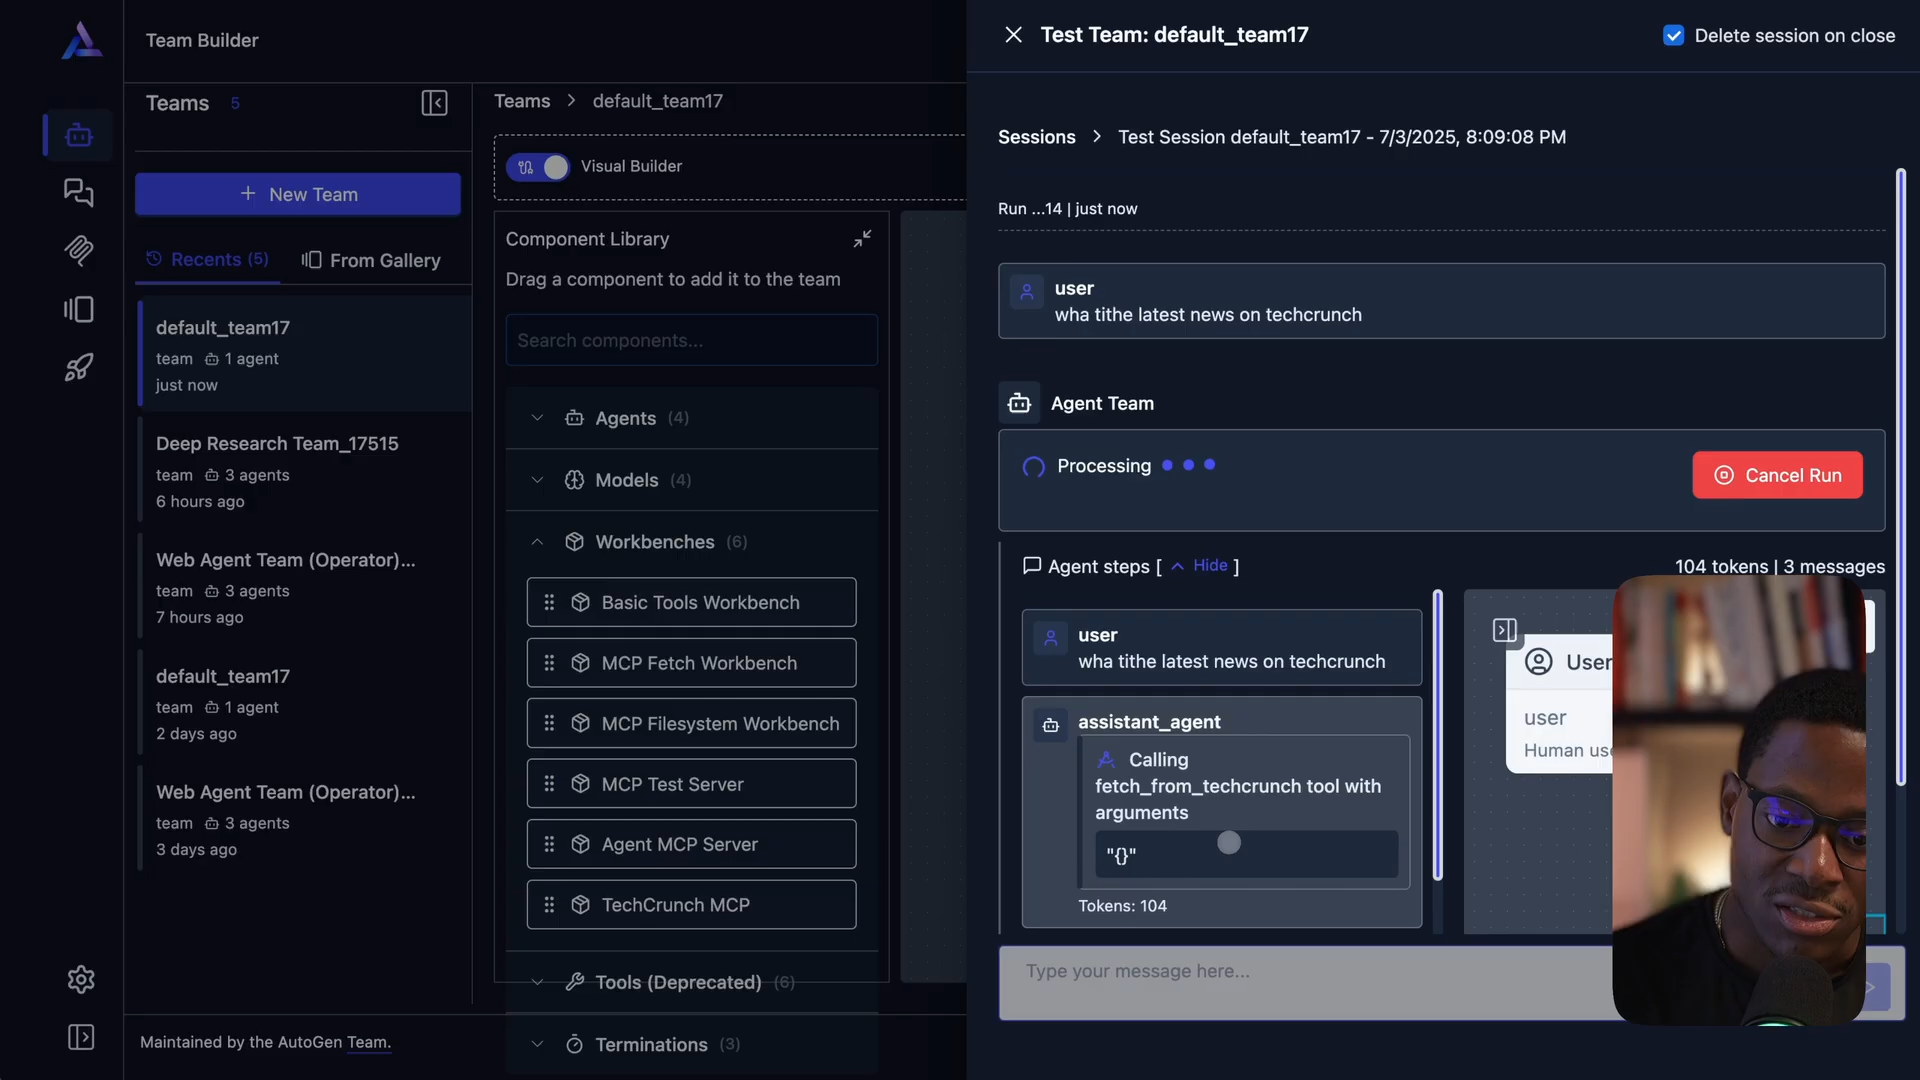 Team Builder
Teams 5
New Team
Recents (5)
From Gallery
default_team17
team 1 agent
just now
Deep Research Team_17515
team 3 agents
6 hours ago
Web Agent Team (Operator)...
team 3 agents
7 hours ago
default_team17
team 1 agent
2 days ago
Web Agent Team (Operator)...
team 3 agents
3 days ago
Maintained by the AutoGen Team.
Teams > default_team17
Visual Builder
Component Library
Drag a component to add it to the team
Search components...
Agents (4)
Models (4)
Workbenches (6)
Basic Tools Workbench
MCP Fetch Workbench
MCP Filesystem Workbench
MCP Test Server
Agent MCP Server
TechCrunch MCP
Tools (Deprecated) (6)
Terminations (3)
Test Team: default_team17
Delete session on close
Sessions > Test Session default_team17 - 7/3/2025, 8:09:08 PM
Run ...14 | just now
user
wha tithe latest news on techcrunch
Agent Team
Processing
Cancel Run
Agent steps [ Hide ]
104 tokens | 3 messages
user
wha tithe latest news on techcrunch
assistant_agent
Calling
fetch_from_techcrunch tool with
arguments
"{}"
Tokens: 104
User
user
Human use
Type your message here...